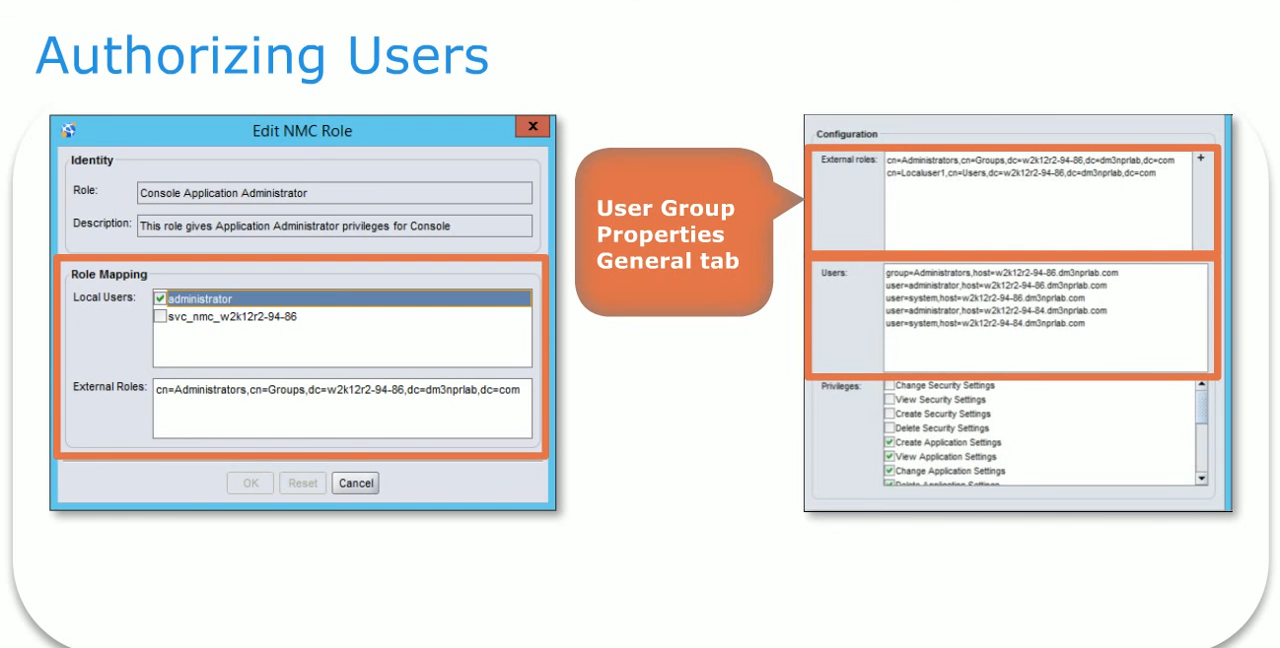 Authorizing Users
Edit NMC Role
x
Identity
Role: Console Application Administrator
Description: This role gives Application Administrator privileges for Console
Role Mapping
Local Users: administrator
svc_nmc_w2k12r2-94-86
External Roles: cn=Administrators,cn=Groups,dc=w2k12r2-94-86,dc=dm3nprlab,dc=com
OK Reset Cancel
User Group
Properties
General tab
Configuration
External roles: cn=Administrators,cn=Groups,dc=w2k12r2-94-86,dc=dm3nprlab,dc=com +
cn=Localuser1,cn=Users,dc=w2k12r2-94-86,dc=dm3nprlab,dc=com
Users: group=Administrators,host=w2k12r2-94-86.dm3nprlab.com
user=administrator,host=w2k12r2-94-86.dm3nprlab.com
user=system,host=w2k12r2-94-86.dm3nprlab.com
user=administrator,host=w2k12r2-94-84.dm3nprlab.com
user=system,host=w2k12r2-94-84.dm3nprlab.com
Privileges: Change Security Settings
View Security Settings
Create Security Settings
Delete Security Settings
Create Application Settings
View Application Settings
Change Application Settings
Delete Application Settings